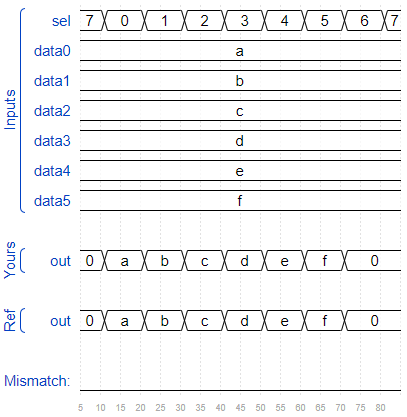 Inputs
sel 7 0 1 2 3 4 5 6 7
data0 a
data1 b
data2 c
data3 d
data4 e
data5 f
Yours
out 0 a b c d e f 0
Ref
out 0 a b c d e f 0
Mismatch:
5 10 15 20 25 30 35 40 45 50 55 60 65 70 75 80